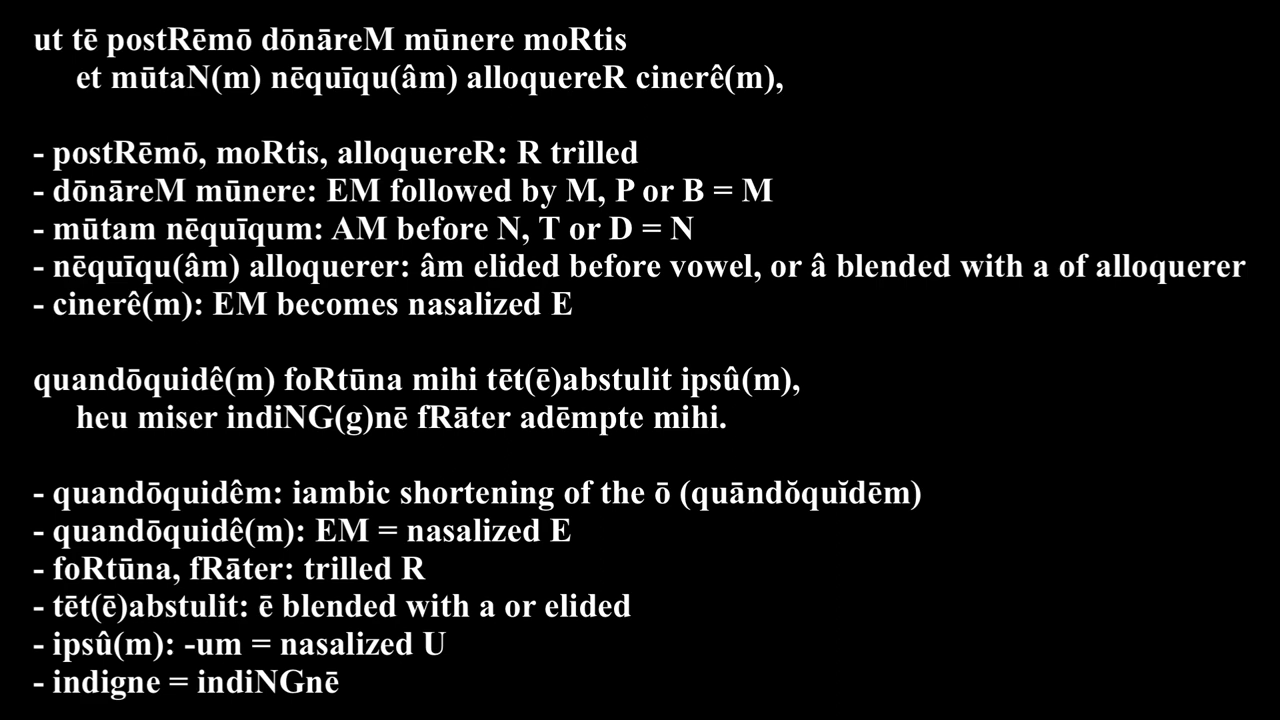 ut tē postRēmō dōnāreM mūnere moRtis
et mūtaN(m) nēquīqu(âm) alloquereR cinerê(m),
- postRēmō, moRtis, alloquereR: R trilled
- dōnāreM mūnere: EM followed by M, P or B = M
- mūtam nēquīqum: AM before N, T or D = N
- nēquīqu(âm) alloquerer: âm elided before vowel, or â blended with a of alloquerer
- cinerê(m): EM becomes nasalized E
quandōquidê(m) foRtūna mihi tēt(ē)abstulit ipsû(m),
heu miser indiNG(g)nē fRāter adēmpte mihi.
- quandōquidêm: iambic shortening of the ō (quāndŏquĭdēm)
- quandōquidê(m): EM = nasalized E
- foRtūna, fRāter: trilled R
- tēt(ē)abstulit: ē blended with a or elided
- ipsû(m): -um = nasalized U
- indigne = indiNGnē